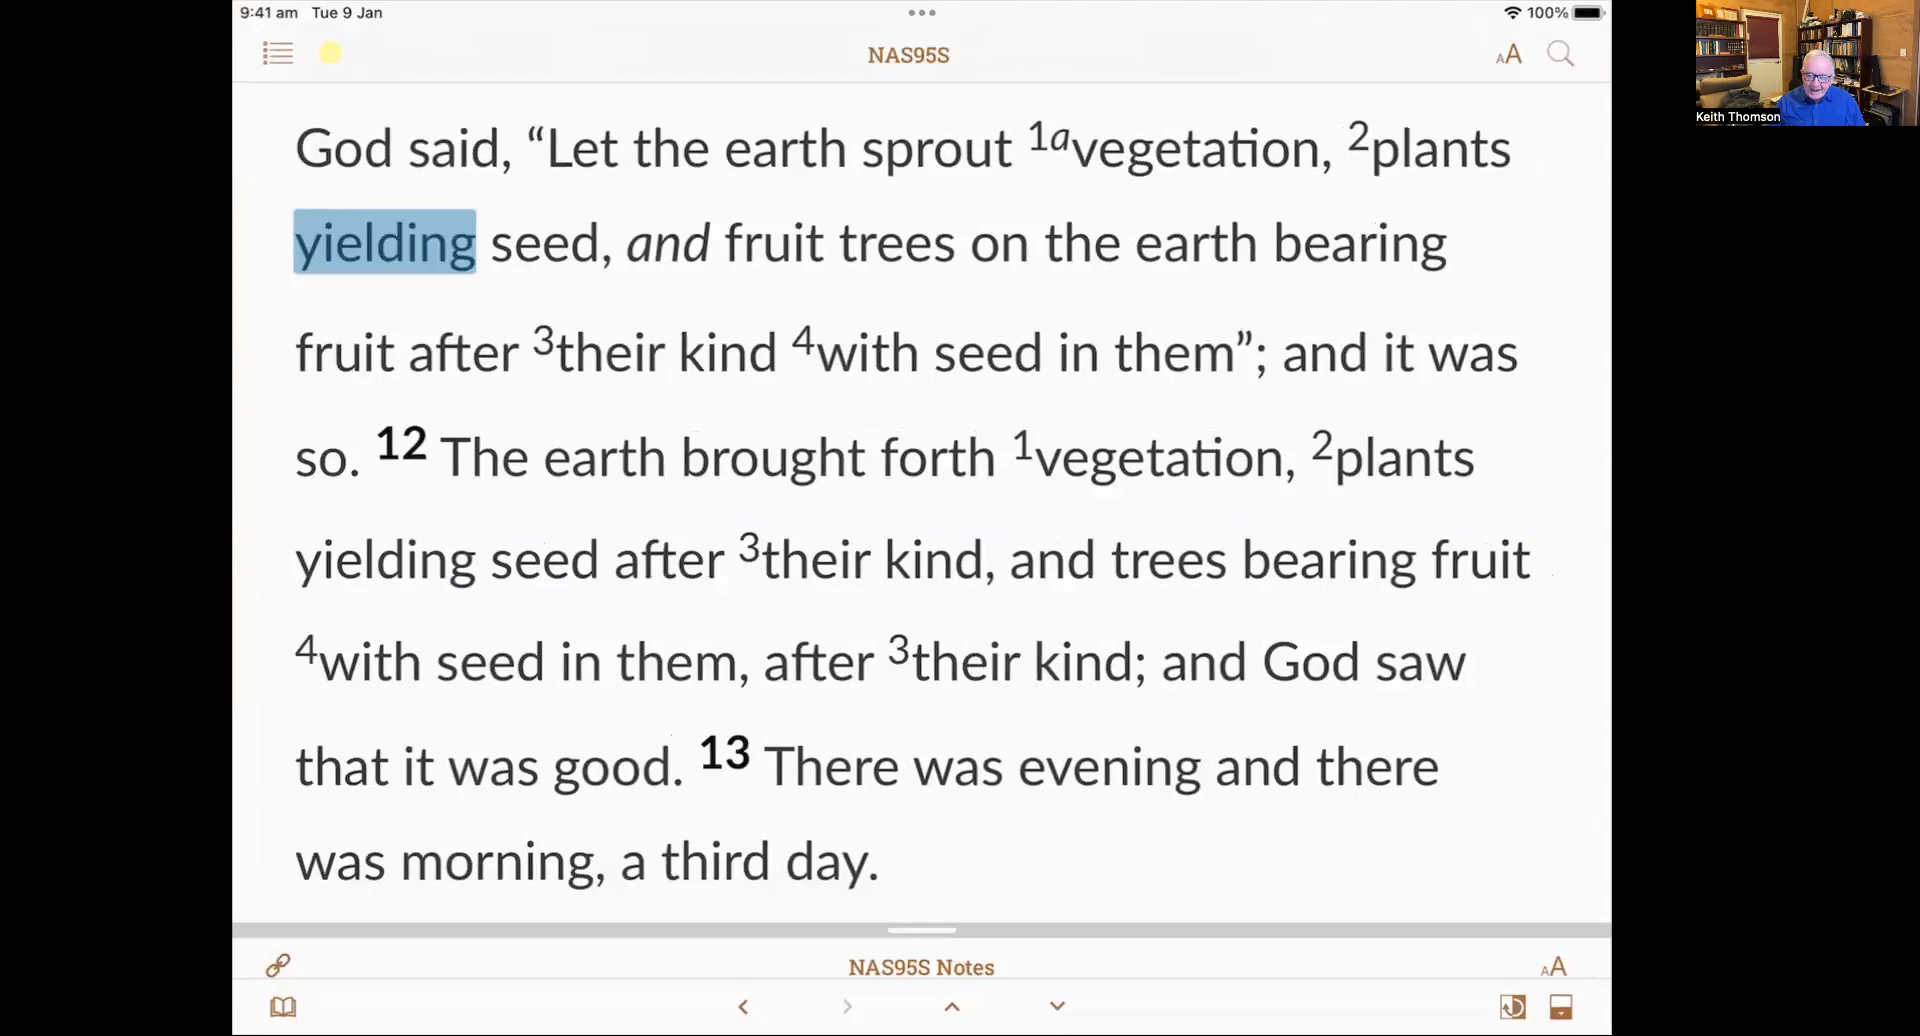 9:41 am Tue 9 Jan
100%
NAS95S
AA
Keith Thomson
God said, “Let the earth sprout 1a vegetation, 2plants
yielding seed, and fruit trees on the earth bearing
fruit after 3their kind 4with seed in them”; and it was
so. 12 The earth brought forth 1vegetation, 2plants
yielding seed after 3their kind, and trees bearing fruit
4with seed in them, after 3their kind; and God saw
that it was good. 13 There was evening and there
was morning, a third day.
NAS95S Notes
AA